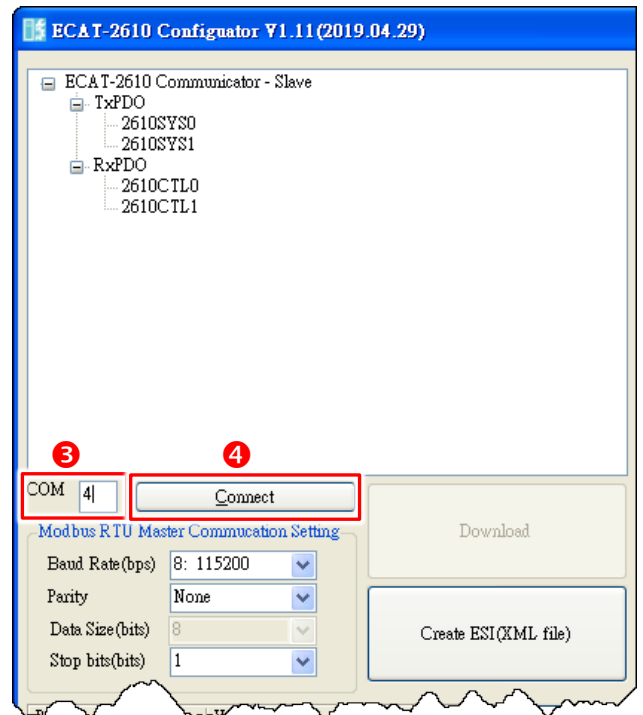 ECAT-2610 Configuator V1.11(2019.04.29)
ECAT-2610 Communicator - Slave
TxPDO
2610SYS0
2610SYS1
RxPDO
2610CTL0
2610CTL1
3
4
COM 4
Connect
Modbus RTU Master Commucation Setting
Download
Baud Rate(bps) 8: 115200
Parity None
Data Size(bits) 8
Create ESI(XML file)
Stop bits(bits) 1